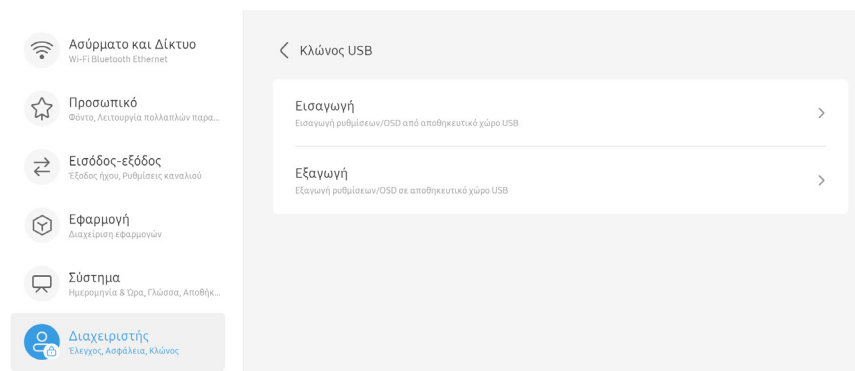 Ασύρματο και Δίκτυο
Wi-Fi Bluetooth Ethernet
Προσωπικό
Φόντο, Λειτουργία πολλαπλών παρα...
Εισόδος-εξόδος
Έξοδος ήχου, Ρυθμίσεις καναλιού
Εφαρμογή
Διαχείριση εφαρμογών
Σύστημα
Ημερομηνία & Ώρα, Γλώσσα, Αποθήκ...
Διαχειριστής
Έλεγχος, Ασφάλεια, Κλώνος
Κλώνος USB
Εισαγωγή
Εισαγωγή ρυθμίσεων/OSD από αποθηκευτικό χώρο USB
Εξαγωγή
Εξαγωγή ρυθμίσεων/OSD σε αποθηκευτικό χώρο USB